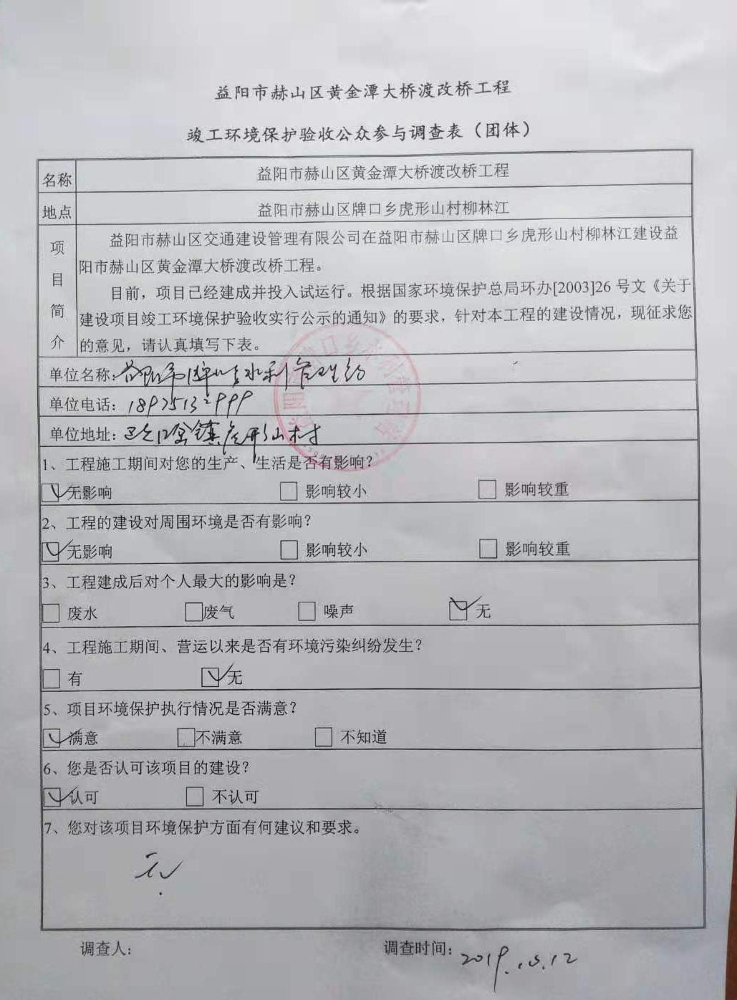 益阳市赫山区黄金潭大桥渡改桥工程
竣工环境保护验收公众参与调查表（团体）
名称 益阳市赫山区黄金潭大桥渡改桥工程
地点 益阳市赫山区牌口乡虎形山村柳林江
项目简介
益阳市赫山区交通建设管理有限公司在益阳市赫山区牌口乡虎形山村柳林江建设益
阳市赫山区黄金潭大桥渡改桥工程。
目前，项目已经建成并投入试运行。根据国家环境保护总局环办[2003]26 号文《关于
建设项目竣工环境保护验收实行公示的通知》的要求，针对本工程的建设情况，现征求您
的意见，请认真填写下表。
单位名称：益阳市 水利管理
单位电话：
单位地址： 镇虎形山村
1、工程施工期间对您的生产、生活是否有影响？
无影响 影响较小 影响较重
2、工程的建设对周围环境是否有影响？
无影响 影响较小 影响较重
3、工程建成后对个人最大的影响是？
废水 废气 噪声 无
4、工程施工期间、营运以来是否有环境污染纠纷发生？
有 无
5、项目环境保护执行情况是否满意？
满意 不满意 不知道
6、您是否认可该项目的建设？
认可 不认可
7、您对该项目环境保护方面有何建议和要求。
无
调查人： 调查时间：